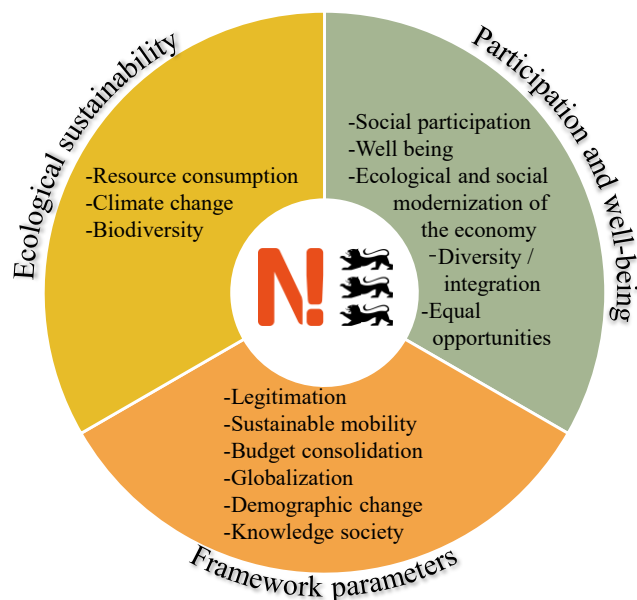 Ecological sustainability
-Resource consumption
-Climate change
-Biodiversity
Participation and well-being
-Social participation
-Well being
-Ecological and social
modernization of
the economy
-Diversity /
integration
-Equal
opportunities
N!
-Legitimation
-Sustainable mobility
-Budget consolidation
-Globalization
-Demographic change
-Knowledge society
Framework parameters